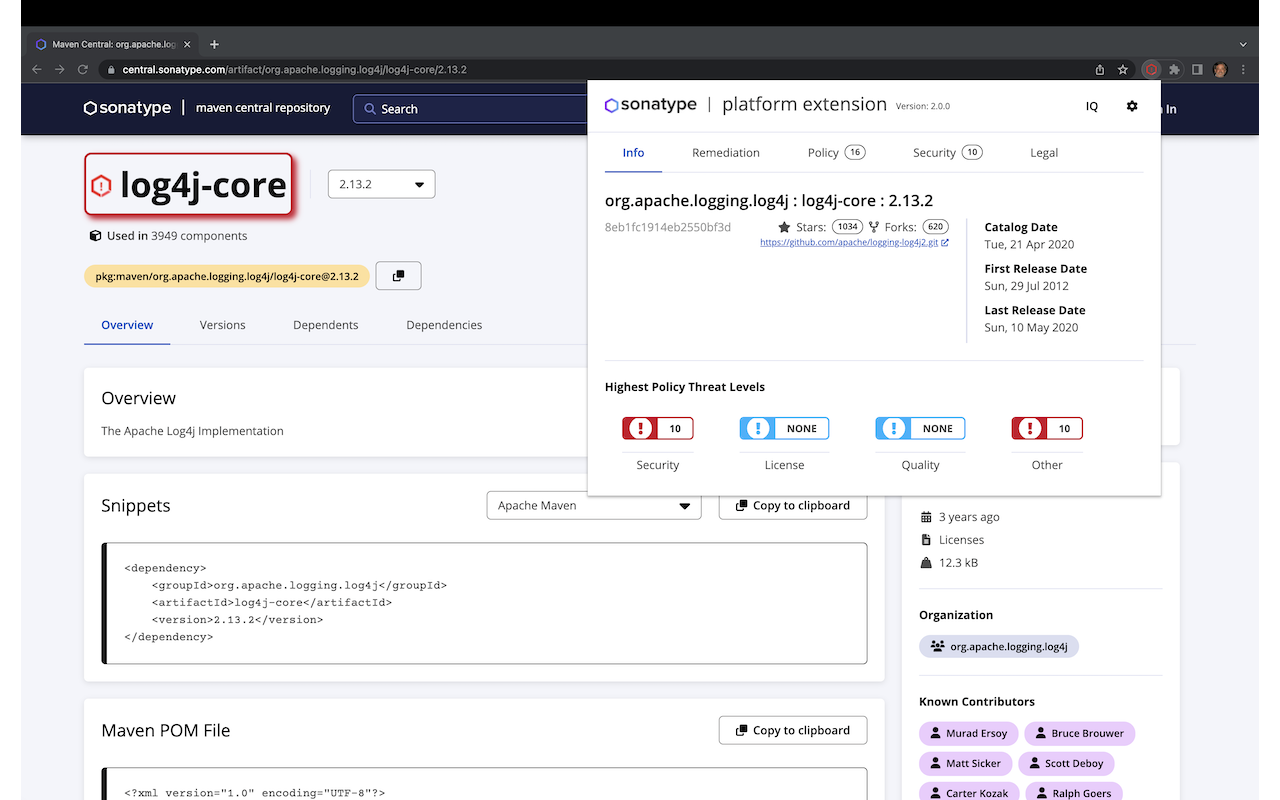 Maven Central: org.apache.log
central.sonatype.com/artifact/org.apache.logging.log4j/log4j-core/2.13.2
sonatype | maven central repository
Search
In
sonatype | platform extension Version: 2.0.0
IQ
Info Remediation Policy 16 Security 10 Legal
org.apache.logging.log4j : log4j-core : 2.13.2
8eb1fc1914eb2550bf3d
Stars: 1034 Forks: 620
https://github.com/apache/logging-log4j2.git
Catalog Date
Tue, 21 Apr 2020
First Release Date
Sun, 29 Jul 2012
Last Release Date
Sun, 10 May 2020
Highest Policy Threat Levels
10 NONE NONE 10
Security License Quality Other
log4j-core
2.13.2
Used in 3949 components
pkg:maven/org.apache.logging.log4j/log4j-core@2.13.2
Overview Versions Dependents Dependencies
Overview
The Apache Log4j Implementation
Snippets
Apache Maven
Copy to clipboard
<dependency>
    <groupId>org.apache.logging.log4j</groupId>
    <artifactId>log4j-core</artifactId>
    <version>2.13.2</version>
</dependency>
Maven POM File
Copy to clipboard
<?xml version="1.0" encoding="UTF-8"?>
3 years ago
Licenses
12.3 kB
Organization
org.apache.logging.log4j
Known Contributors
Murad Ersoy Bruce Brouwer
Matt Sicker Scott Deboy
Carter Kozak Ralph Goers